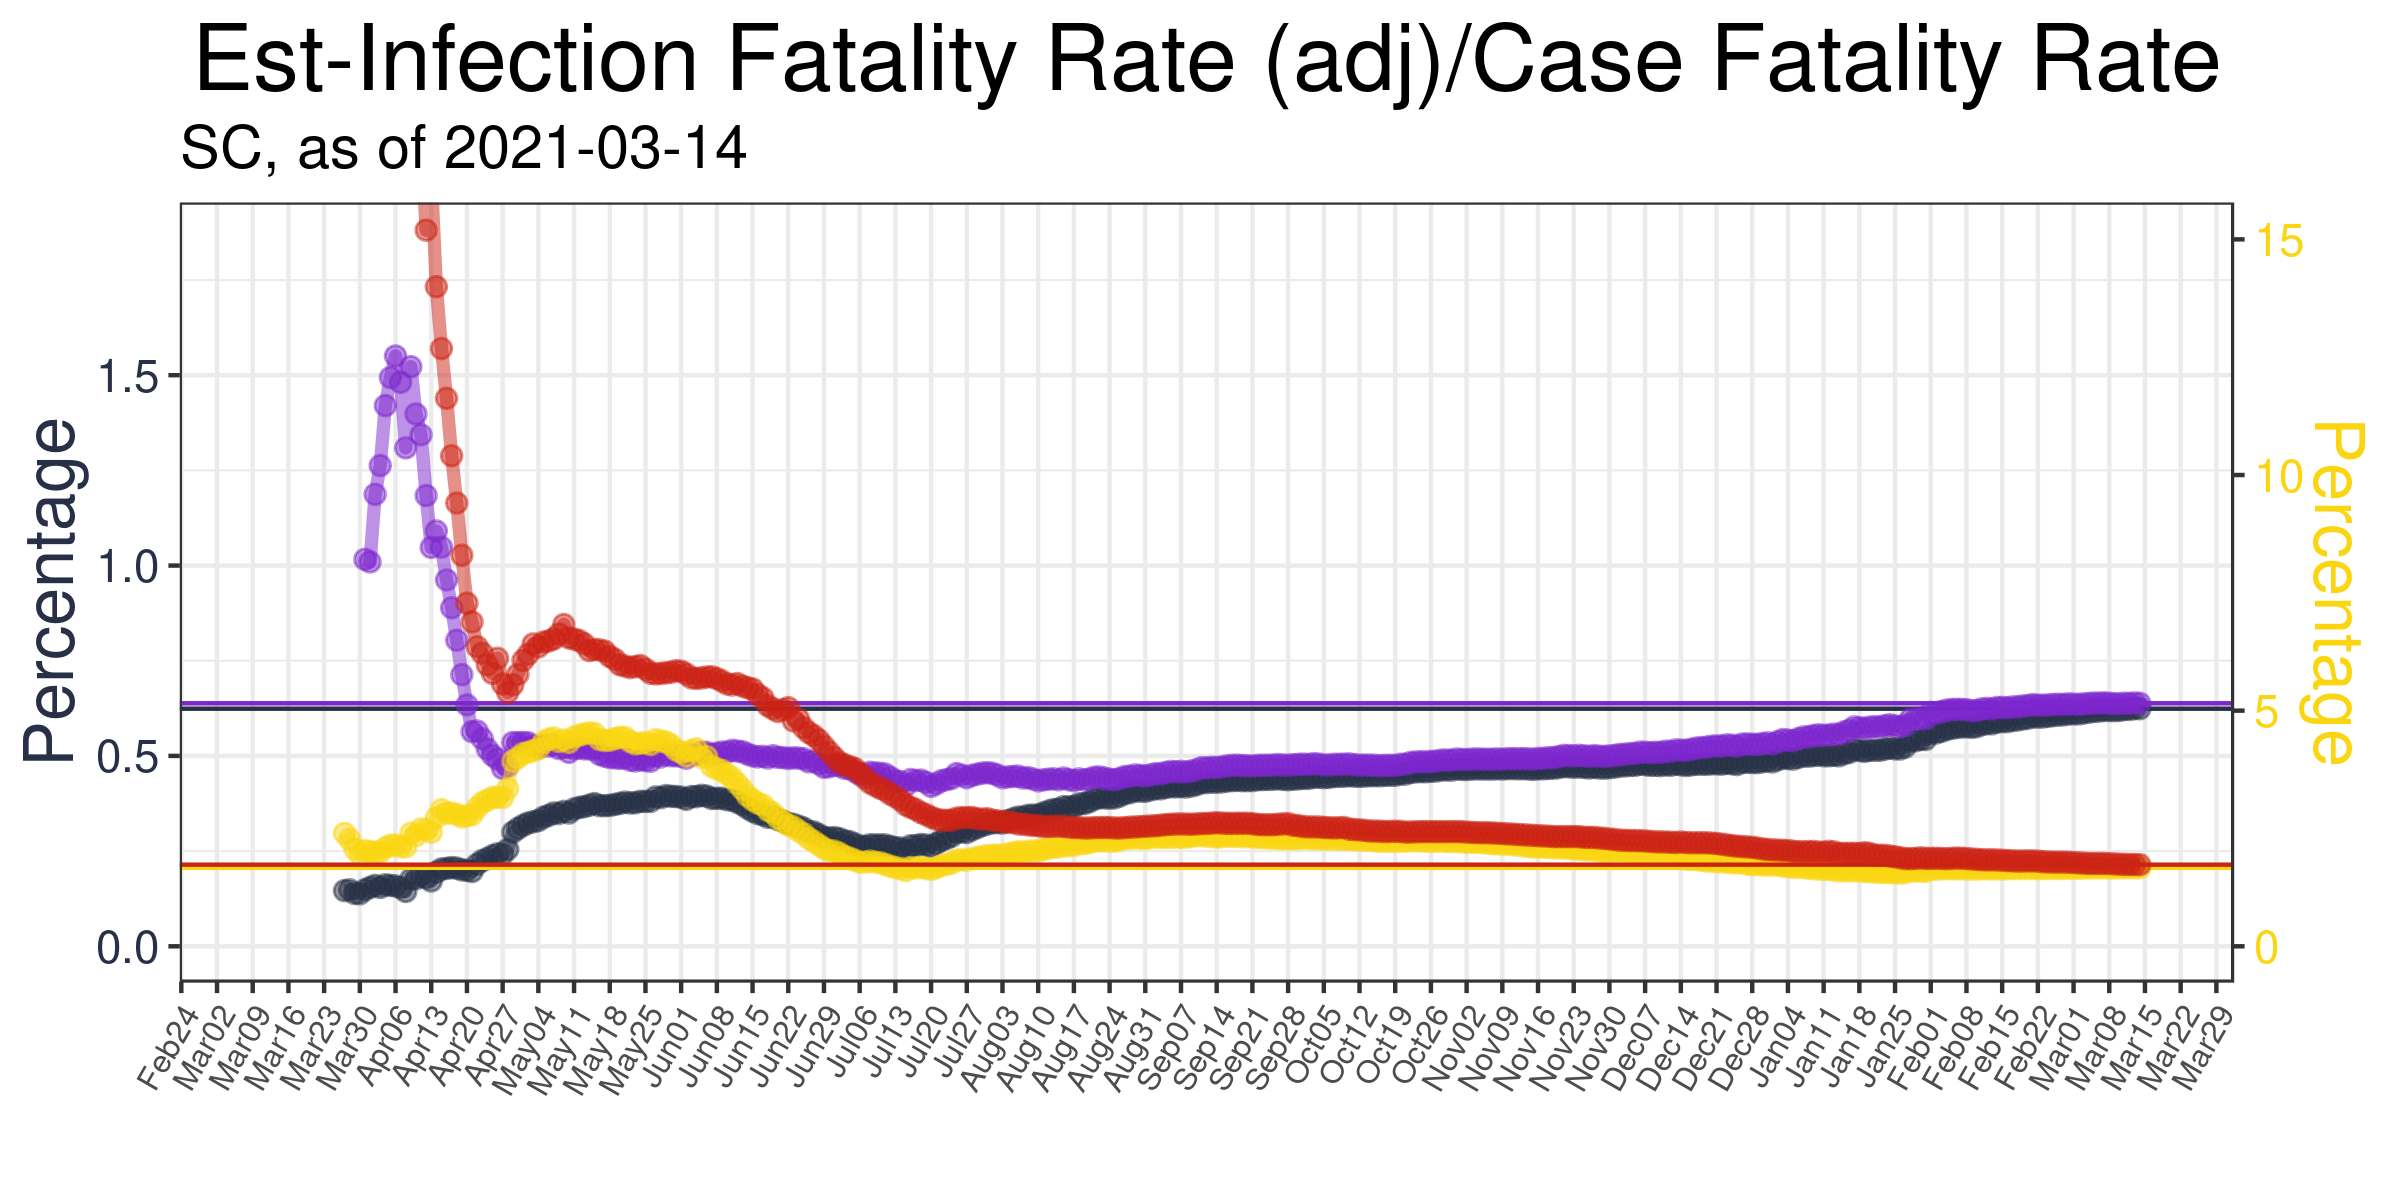 Est-Infection Fatality Rate (adj)/Case Fatality Rate
SC, as of 2021-03-14
Percentage
1.5
1.0
0.5
0.0
15
10
5
0
Percentage
Feb24
Mar02
Mar09
Mar16
Mar23
Mar30
Apr06
Apr13
Apr20
Apr27
May04
May11
May18
May25
Jun01
Jun08
Jun15
Jun22
Jun29
Jul06
Jul13
Jul20
Jul27
Aug03
Aug10
Aug17
Aug24
Aug31
Sep07
Sep14
Sep21
Sep28
Oct05
Oct12
Oct19
Oct26
Nov02
Nov09
Nov16
Nov23
Nov30
Dec07
Dec14
Dec21
Dec28
Jan04
Jan11
Jan18
Jan25
Feb01
Feb08
Feb15
Feb22
Mar01
Mar08
Mar15
Mar22
Mar29